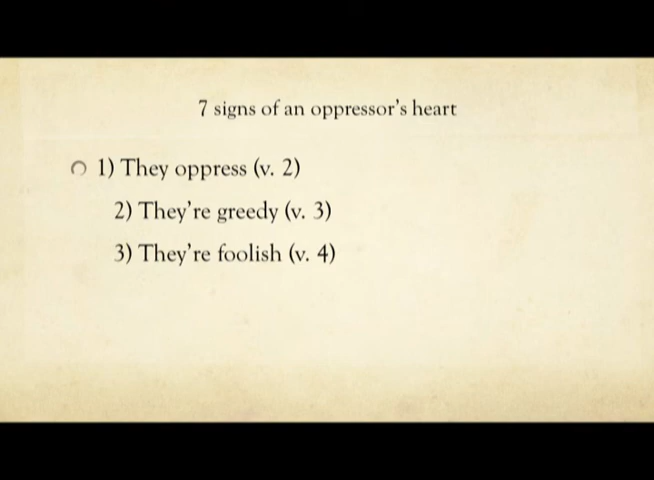 7 signs of an oppressor's heart
1) They oppress (v. 2)
2) They're greedy (v. 3)
3) They're foolish (v. 4)